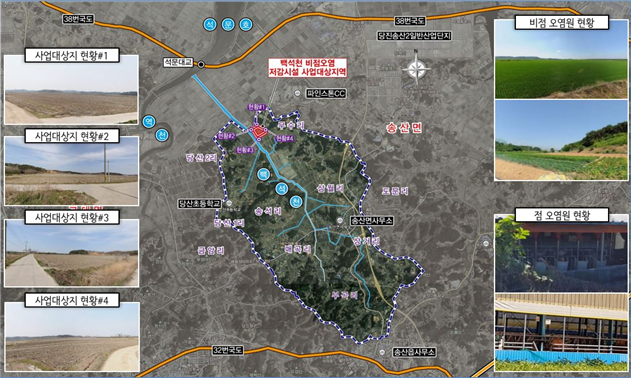 38번국도
석문호
38번국도
당진송산2일반산업단지
비점 오염원 현황
사업대상지 현황#1
석문대교
백석천 비점오염
저감시설 사업대상지역
파인스톤CC
현황#1
역천
현황#2
현황#4
현황#3
무수리
송산면
사업대상지 현황#2
당산2리
백석천
삼월리
도문리
당산초등학교
송석리
사업대상지 현황#3
당산1리
송산면사무소
점 오염원 현황
금암리
매곡리
상거리
사업대상지 현황#4
부곡리
32번국도
송산읍사무소